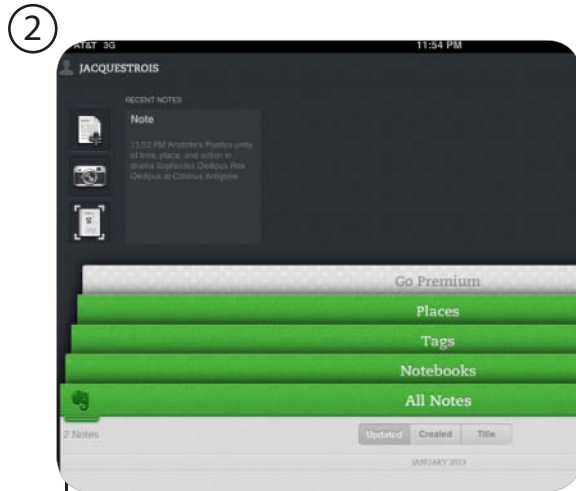 2
AT&T 3G 11:54 PM
JACQUESTROIS
RECENT NOTES
Note
11:52 PM Aristotle's Poetics unity
of time, place, and action in
drama Sophocles Oedipus Rex
Oedipus at Colonus Antigone
Go Premium
Places
Tags
Notebooks
All Notes
2 Notes Updated Created Title
JANUARY 2013